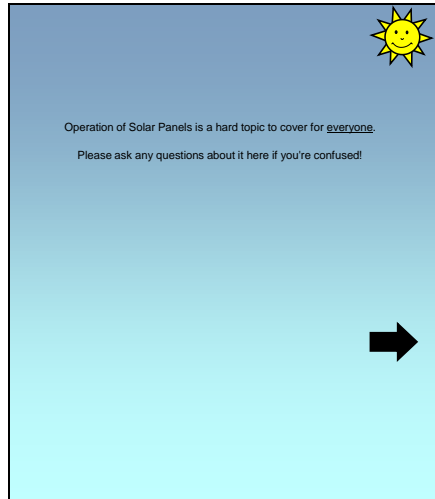 Operation of Solar Panels is a hard topic to cover for everyone.
Please ask any questions about it here if you're confused!